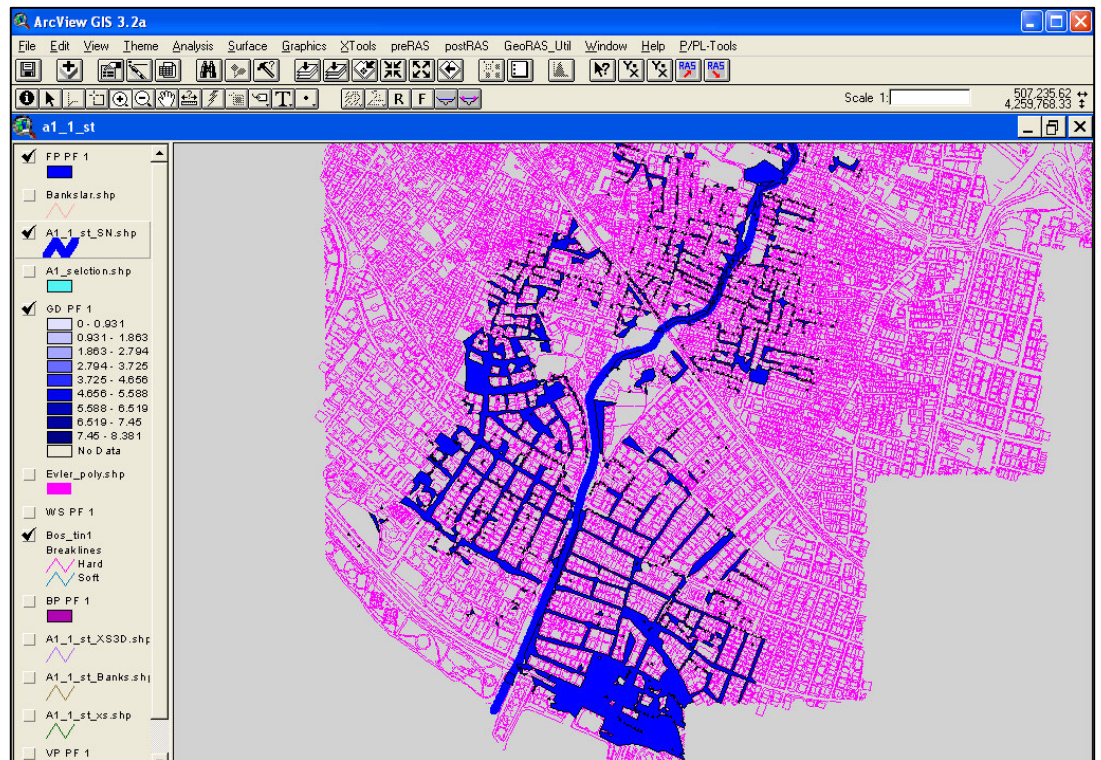 ArcView GIS 3.2a
File Edit View Theme Analysis Surface Graphics XTools preRAS postRAS GeoRAS_Util Window Help P/PL-Tools
RAS RAS
T R F Scale 1: 507,235.62
4,259,768.33
a1_1_st
FP PF 1
Bankslar.shp
A1_1_st_SN.shp
A1_selction.shp
GD PF 1
0 - 0.931
0.931 - 1.863
1.863 - 2.794
2.794 - 3.725
3.725 - 4.656
4.656 - 5.588
5.588 - 6.519
6.519 - 7.45
7.45 - 8.381
No Data
Evler_poly.shp
WS PF 1
Bos_tin1
Breaklines
Hard
Soft
BP PF 1
A1_1_st_XS3D.shp
A1_1_st_Banks.sh
A1_1_st_xs.shp
VP PF 1